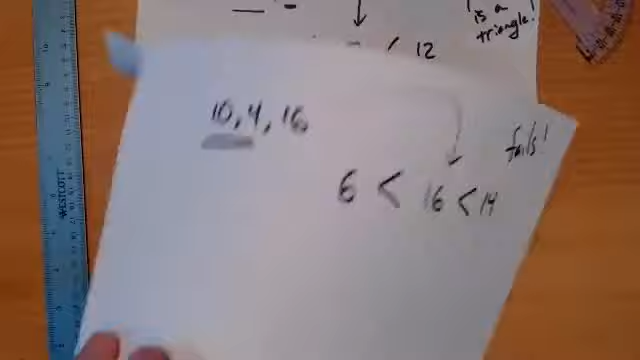 is a
triangle!
< 12
10, 4, 16
fails!
6 < 16 < 14
WESTCOTT